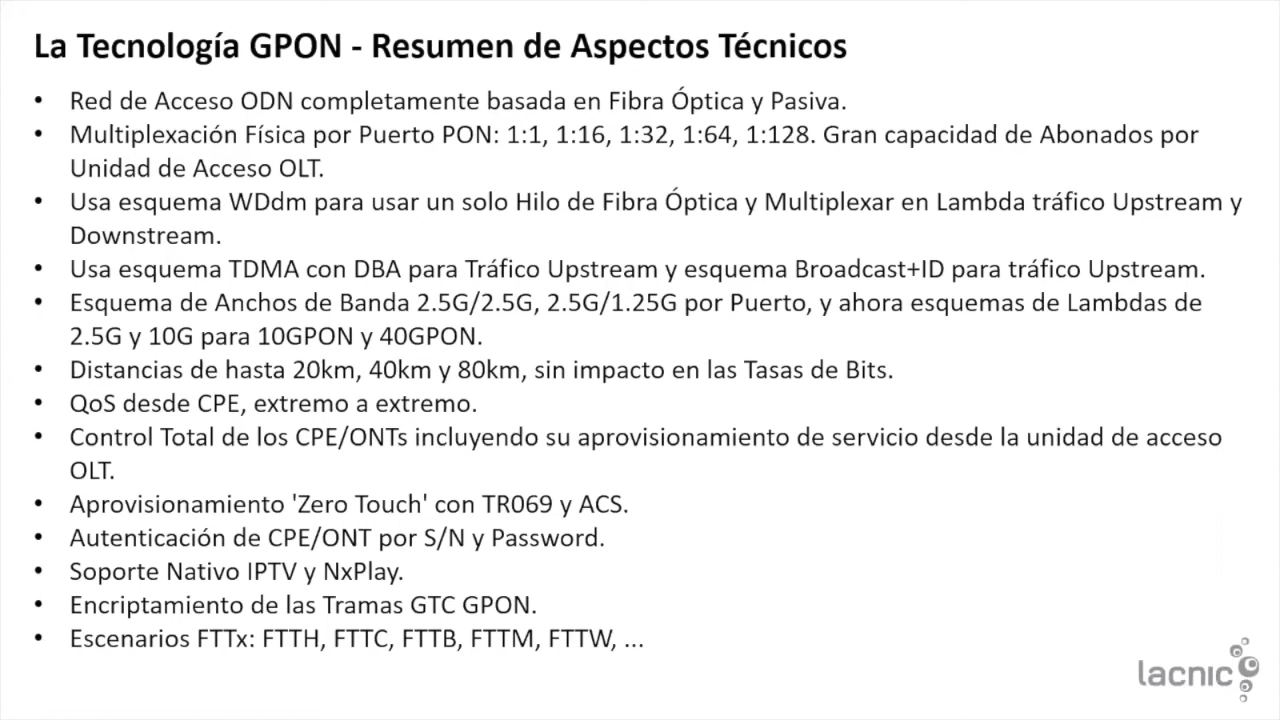 La Tecnología GPON - Resumen de Aspectos Técnicos
• Red de Acceso ODN completamente basada en Fibra Óptica y Pasiva.
• Multiplexación Física por Puerto PON: 1:1, 1:16, 1:32, 1:64, 1:128. Gran capacidad de Abonados por
Unidad de Acceso OLT.
• Usa esquema WDdm para usar un solo Hilo de Fibra Óptica y Multiplexar en Lambda tráfico Upstream y
Downstream.
• Usa esquema TDMA con DBA para Tráfico Upstream y esquema Broadcast+ID para tráfico Upstream.
• Esquema de Anchos de Banda 2.5G/2.5G, 2.5G/1.25G por Puerto, y ahora esquemas de Lambdas de
2.5G y 10G para 10GPON y 40GPON.
• Distancias de hasta 20km, 40km y 80km, sin impacto en las Tasas de Bits.
• QoS desde CPE, extremo a extremo.
• Control Total de los CPE/ONTs incluyendo su aprovisionamiento de servicio desde la unidad de acceso
OLT.
• Aprovisionamiento 'Zero Touch' con TR069 y ACS.
• Autenticación de CPE/ONT por S/N y Password.
• Soporte Nativo IPTV y NxPlay.
• Encriptamiento de las Tramas GTC GPON.
• Escenarios FTTx: FTTH, FTTC, FTTB, FTTM, FTTW, ...
lacnic